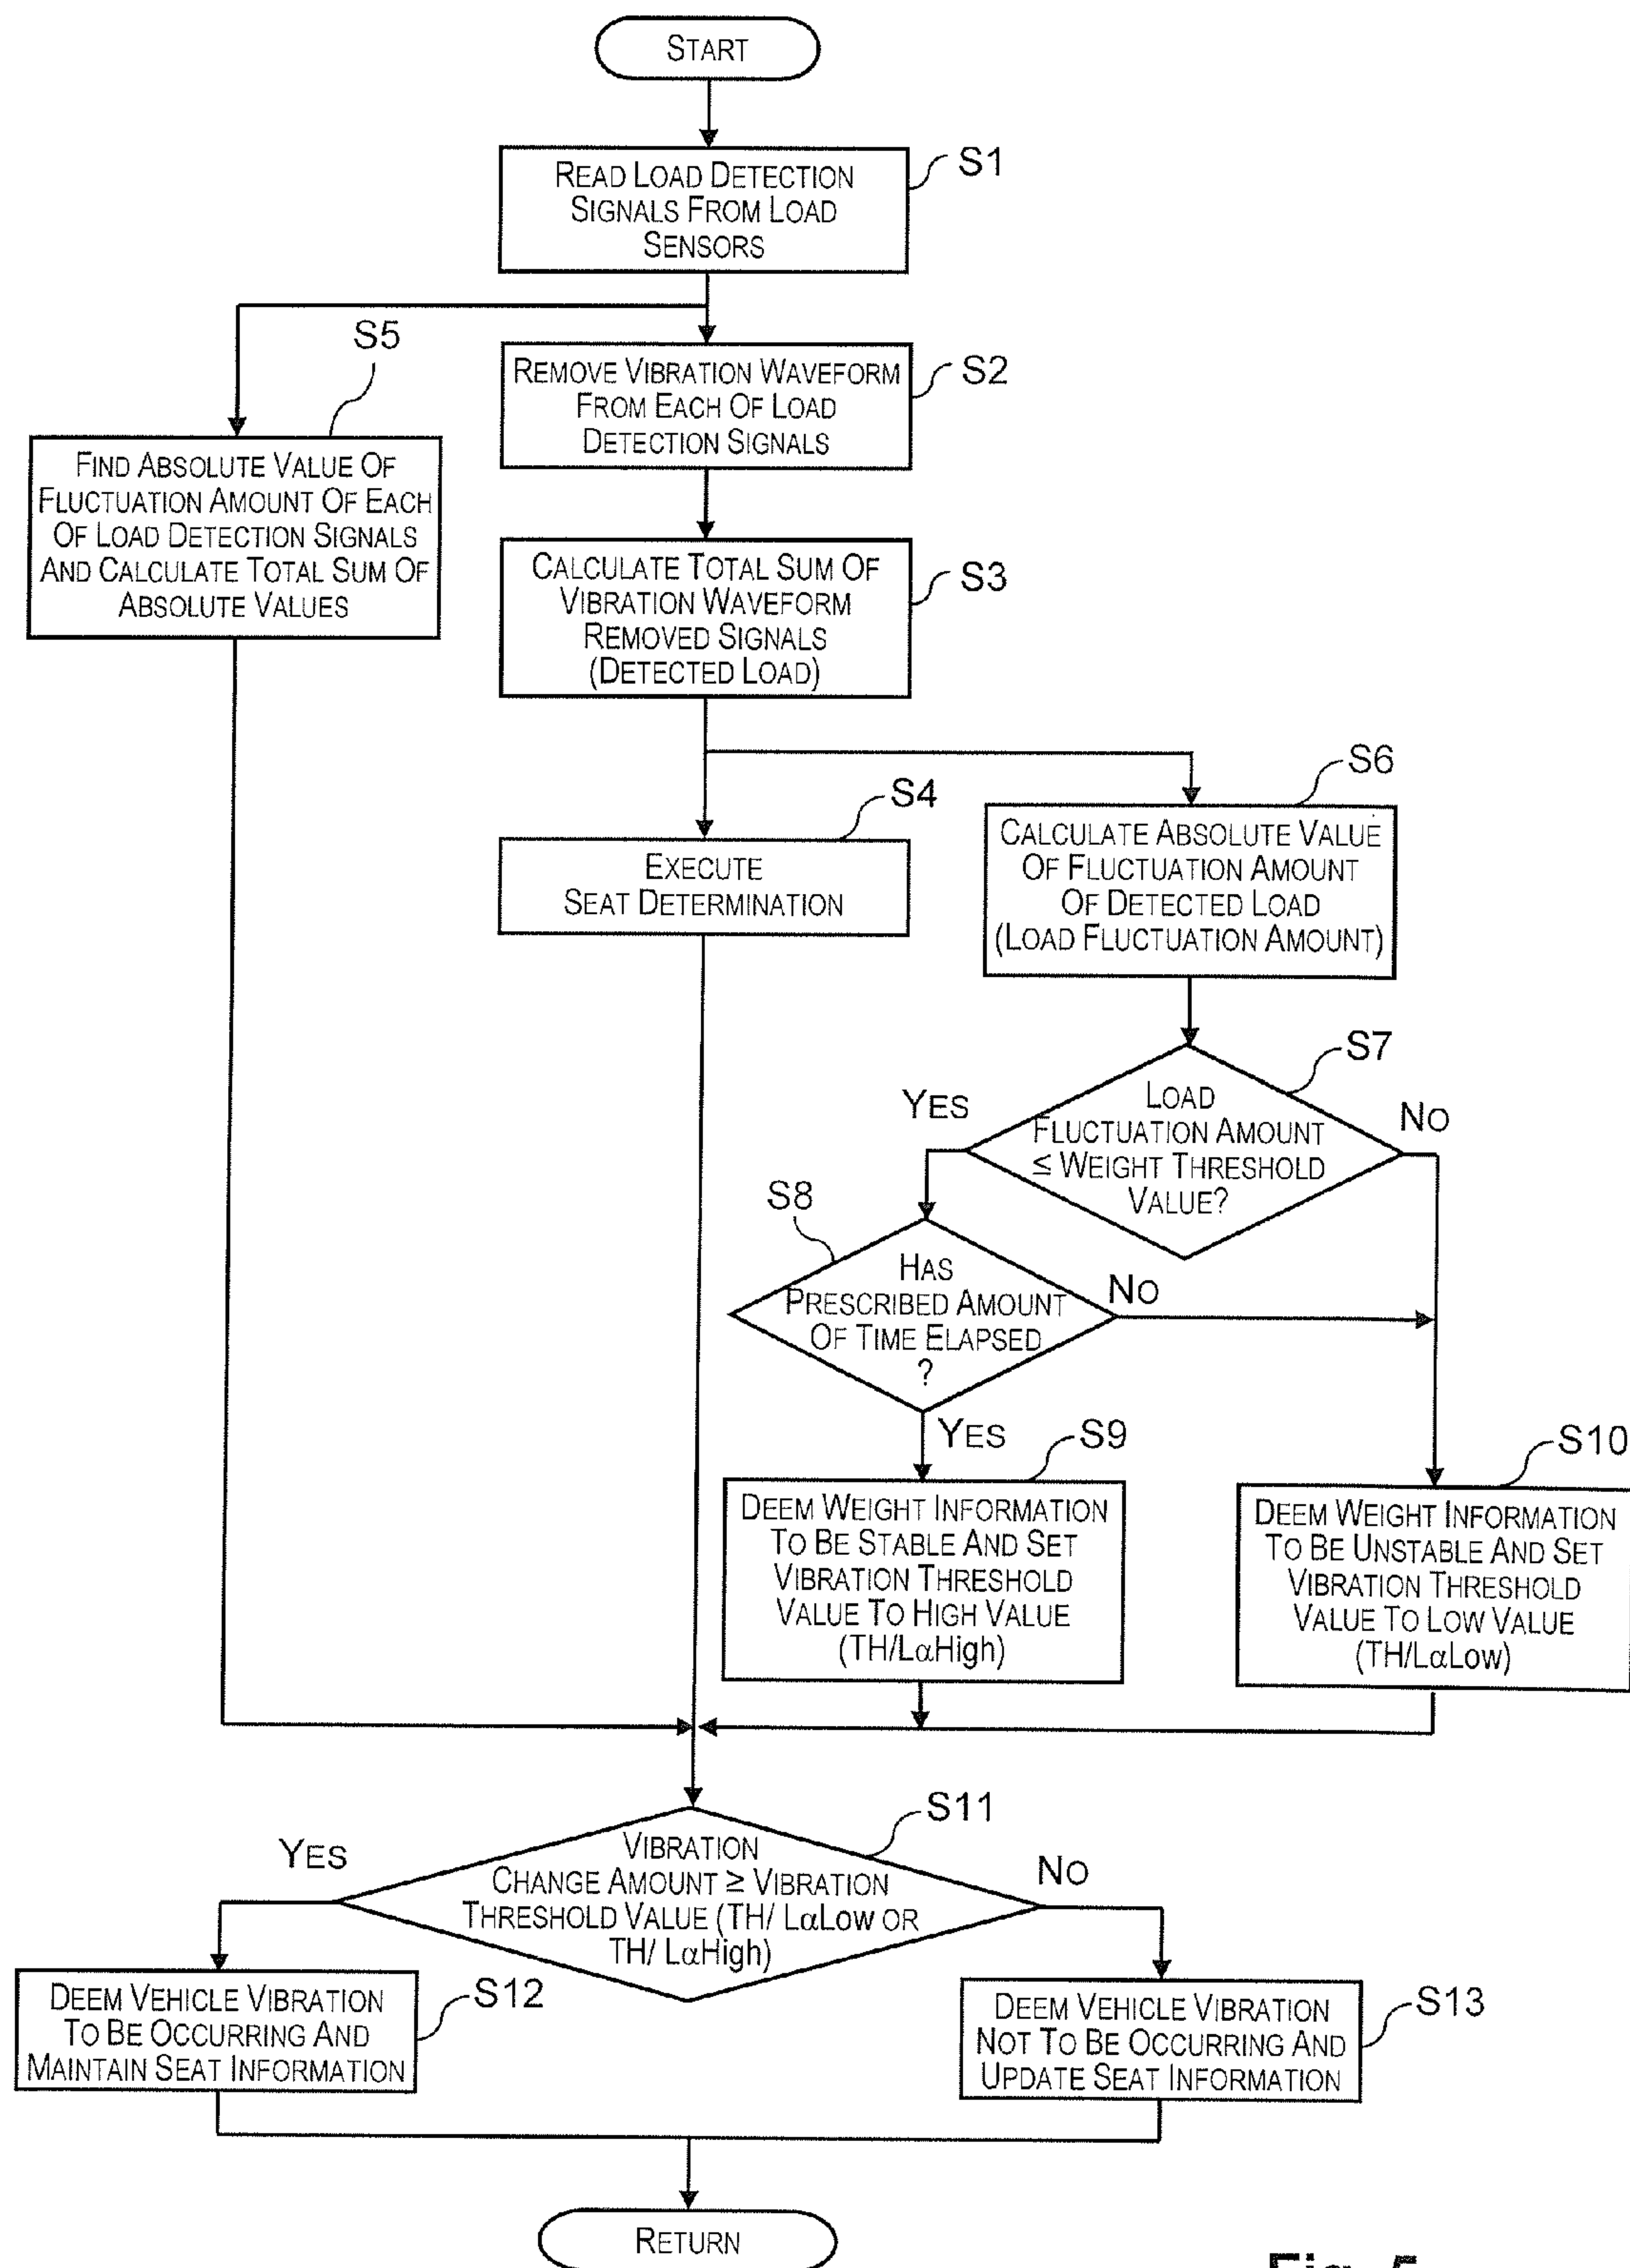 START
READ LOAD DETECTION
SIGNALS FROM LOAD
SENSORS
S1
S5
REMOVE VIBRATION WAVEFORM
FROM EACH OF LOAD
DETECTION SIGNALS
S2
FIND ABSOLUTE VALUE OF
FLUCTUATION AMOUNT OF EACH
OF LOAD DETECTION SIGNALS
AND CALCULATE TOTAL SUM OF
ABSOLUTE VALUES
CALCULATE TOTAL SUM OF
VIBRATION WAVEFORM
REMOVED SIGNALS
(DETECTED LOAD)
S3
S4
EXECUTE
SEAT DETERMINATION
S6
CALCULATE ABSOLUTE VALUE
OF FLUCTUATION AMOUNT
OF DETECTED LOAD
(LOAD FLUCTUATION AMOUNT)
S7
YES
LOAD
FLUCTUATION AMOUNT
≤ WEIGHT THRESHOLD
VALUE?
NO
S8
HAS
PRESCRIBED AMOUNT
OF TIME ELAPSED
?
NO
YES
S9
S10
DEEM WEIGHT INFORMATION
TO BE STABLE AND SET
VIBRATION THRESHOLD
VALUE TO HIGH VALUE
(TH/LαHigh)
DEEM WEIGHT INFORMATION
TO BE UNSTABLE AND SET
VIBRATION THRESHOLD
VALUE TO LOW VALUE
(TH/LαLow)
S11
YES
VIBRATION
CHANGE AMOUNT ≥ VIBRATION
THRESHOLD VALUE (TH/ LαLow OR
TH/ LαHigh)
NO
DEEM VEHICLE VIBRATION
TO BE OCCURRING AND
MAINTAIN SEAT INFORMATION
S12
DEEM VEHICLE VIBRATION
NOT TO BE OCCURRING AND
UPDATE SEAT INFORMATION
S13
RETURN
Fig. 5